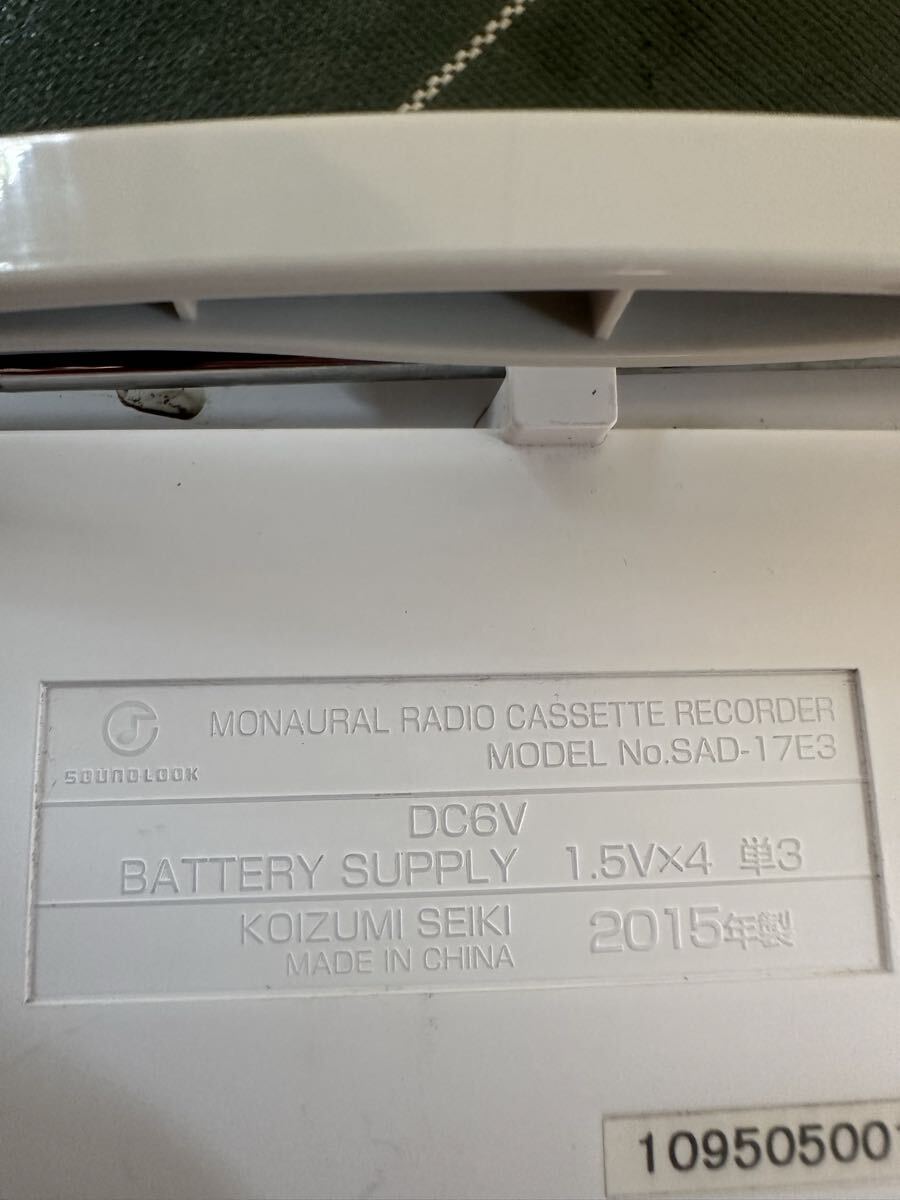 MONAURAL RADIO CASSETTE RECORDER
SOUNDLOOK
MODEL No.SAD-17E3
DC6V
BATTERY SUPPLY 1.5V×4 単3
KOIZUMI SEIKI 2015年製
MADE IN CHINA
109505001